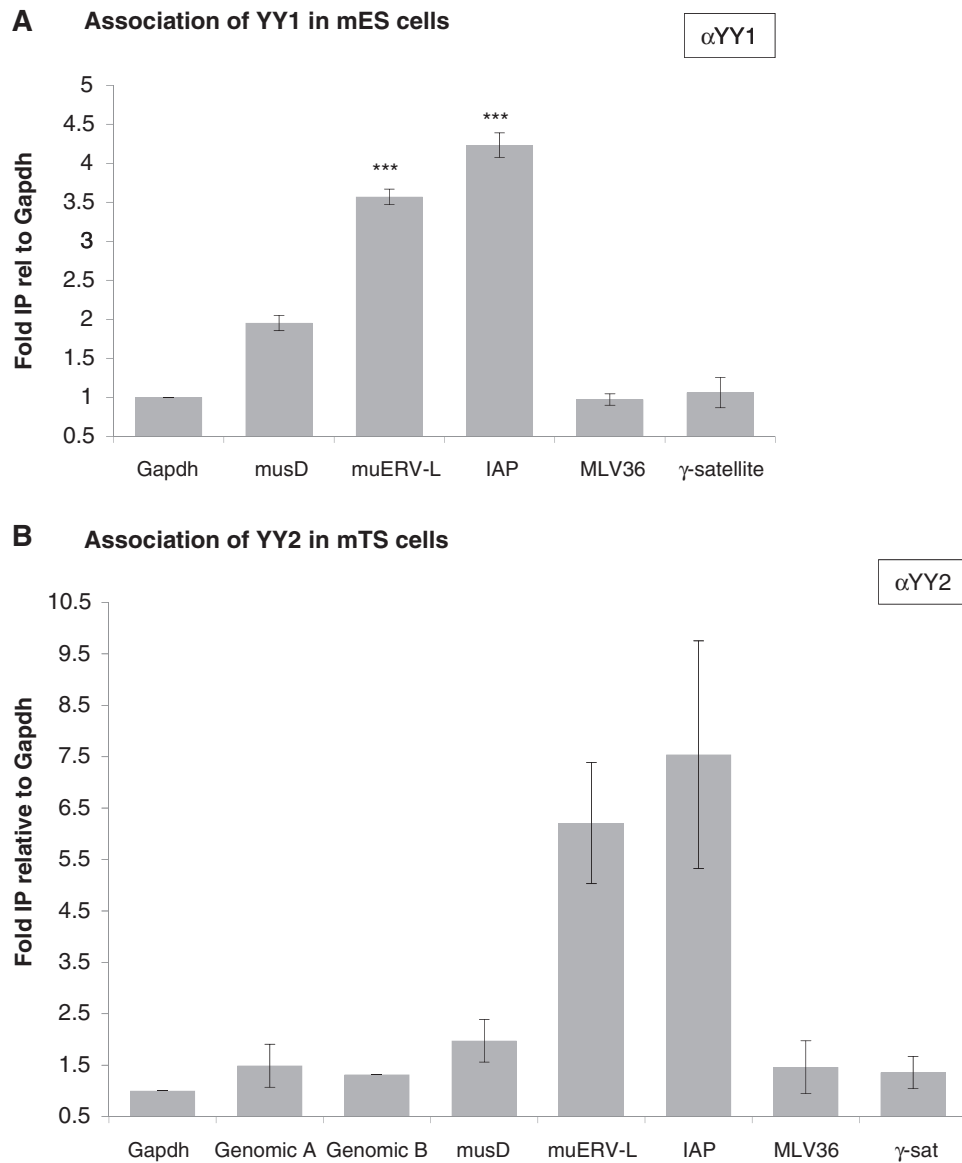 A Association of YY1 in mES cells
αYY1
Fold IP rel to Gapdh
5
4.5
4
3.5
3
2.5
2
1.5
1
0.5
***
***
Gapdh musD muERV-L IAP MLV36 γ-satellite
B Association of YY2 in mTS cells
αYY2
Fold IP relative to Gapdh
10.5
9.5
8.5
7.5
6.5
5.5
4.5
3.5
2.5
1.5
0.5
Gapdh Genomic A Genomic B musD muERV-L IAP MLV36 γ-sat